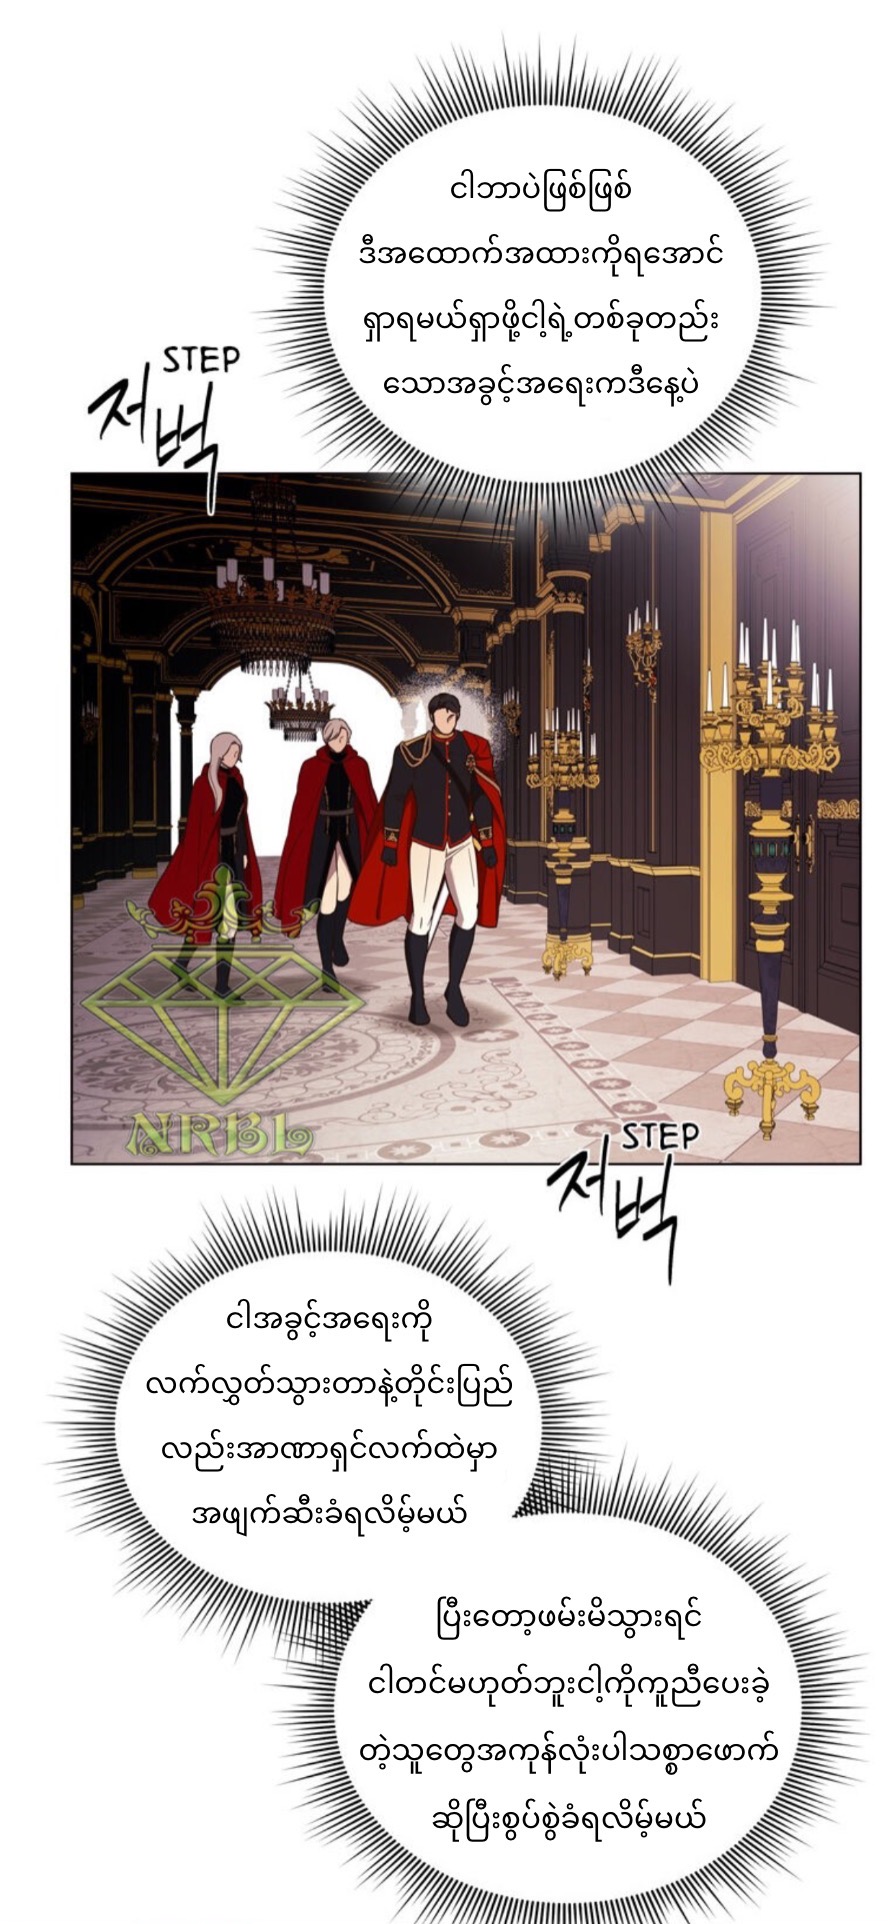 ငါဘာပဲဖြစ်ဖြစ်
ဒီအထောက်အထားကိုရအောင်
ရှာရမယ်ရှာဖို့ငါ့ရဲ့တစ်ခုတည်း
သောအခွင့်အရေးကဒီနေ့ပဲ
STEP
저벅
STEP
저벅
NRBL
ငါအခွင့်အရေးကို
လက်လွှတ်သွားတာနဲ့တိုင်းပြည်
လည်းအာဏာရှင်လက်ထဲမှာ
အဖျက်ဆီးခံရလိမ့်မယ်
ပြီးတော့ဖမ်းမိသွားရင်
ငါတင်မဟုတ်ဘူးငါ့ကိုကူညီပေးခဲ့
တဲ့သူတွေအကုန်လုံးပါသစ္စာဖောက်
ဆိုပြီးစွပ်စွဲခံရလိမ့်မယ်